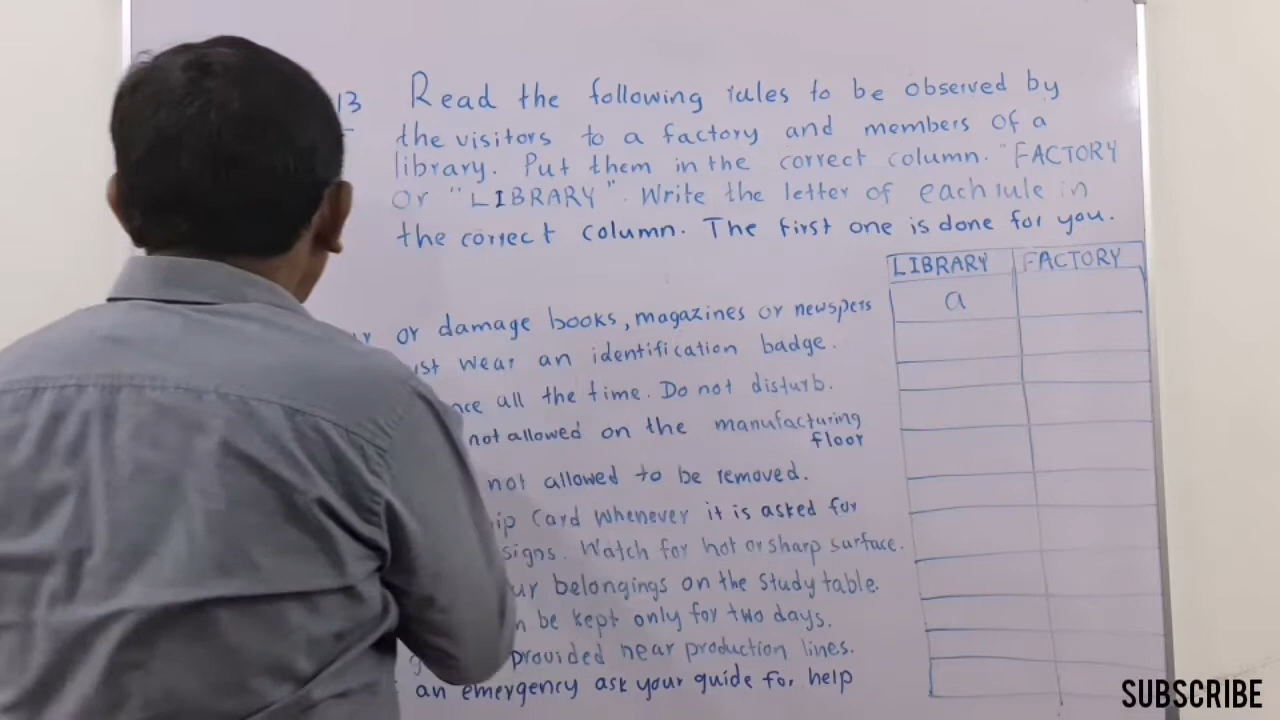 13 Read the following rules to be observed by
the visitors to a factory and members of a
library. Put them in the correct column. "FACTORY
Or "LIBRARY". Write the letter of each rule in
the correct column. The first one is done for you.
LIBRARY FACTORY
a
or damage books, magazines or newspers
wear an identification badge.
all the time. Do not disturb.
not allowed on the manufacturing
floor
not allowed to be removed.
Card whenever it is asked for
signs. Watch for hot or sharp surface.
belongings on the study table.
be kept only for two days.
provided near production lines.
an emergency ask your guide for help
SUBSCRIBE